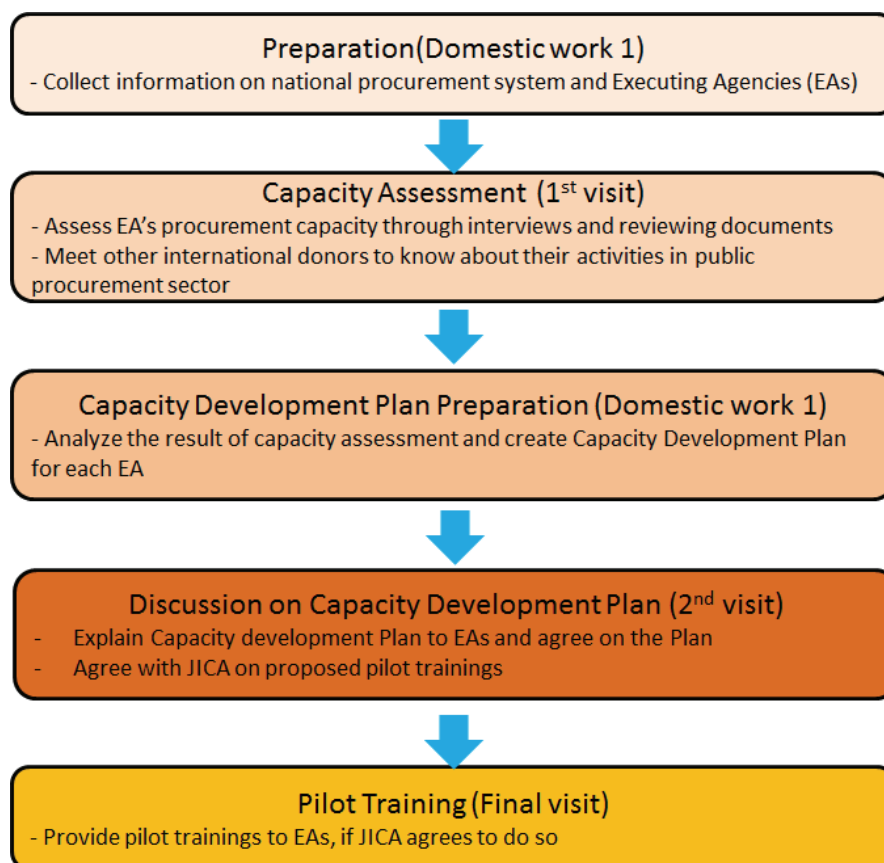 Preparation(Domestic work 1)
- Collect information on national procurement system and Executing Agencies (EAs)
Capacity Assessment (1st visit)
- Assess EA's procurement capacity through interviews and reviewing documents
- Meet other international donors to know about their activities in public
procurement sector
Capacity Development Plan Preparation (Domestic work 1)
- Analyze the result of capacity assessment and create Capacity Development Plan
for each EA
Discussion on Capacity Development Plan (2nd visit)
- Explain Capacity development Plan to EAs and agree on the Plan
- Agree with JICA on proposed pilot trainings
Pilot Training (Final visit)
- Provide pilot trainings to EAs, if JICA agrees to do so